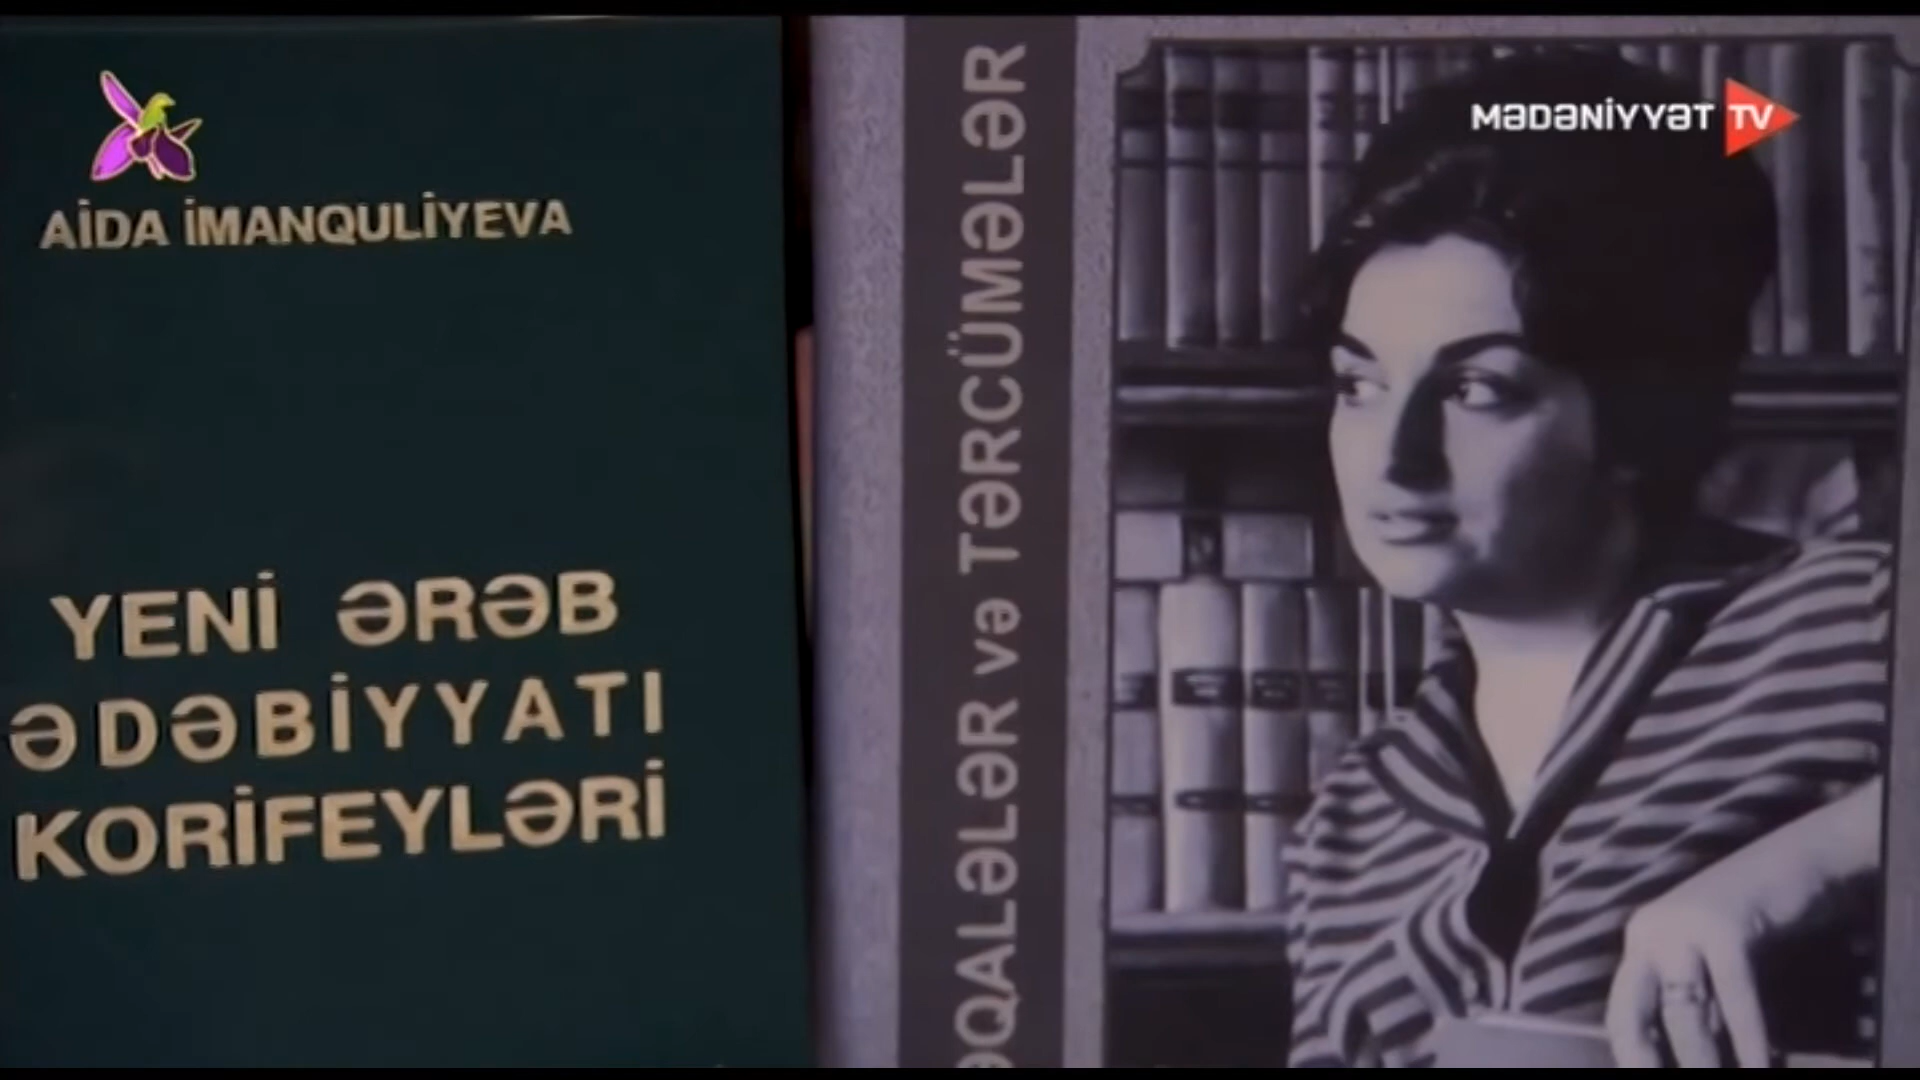 AİDA İMANQULİYEVA
YENİ ƏRƏB
ƏDƏBİYYATI
KORİFEYLƏRİ
ƏQALƏLƏR və TƏRCÜMƏLƏR
MƏDƏNİYYƏT TV